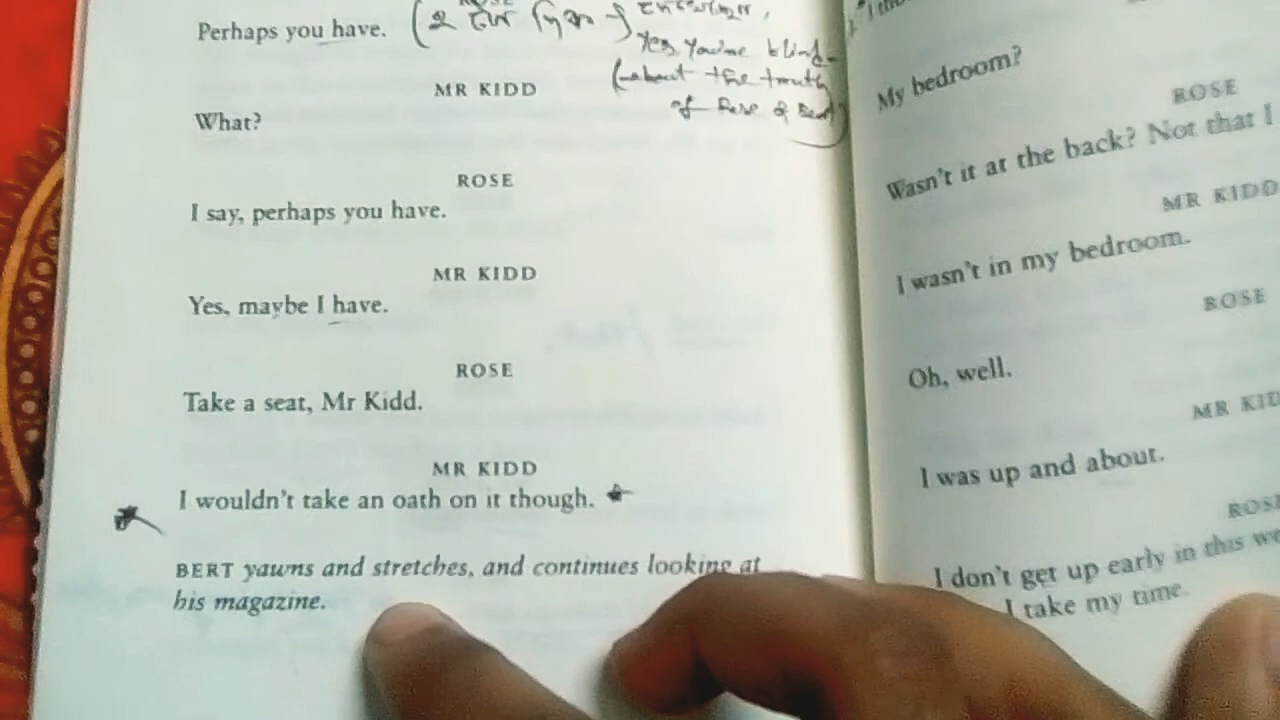 Perhaps you have.
Yes, you're blind
(about the truth
of Rose &
MR KIDD
What?
ROSE
I say, perhaps you have.
MR KIDD
Yes, maybe I have.
ROSE
Take a seat, Mr Kidd.
MR KIDD
I wouldn't take an oath on it though.
BERT yawns and stretches, and continues looking at
his magazine.
My bedroom?
ROSE
Wasn't it at the back? Not that I
MR KIDD
I wasn't in my bedroom.
ROSE
Oh, well.
MR KID
I was up and about.
ROSE
I don't get up early in this we
I take my time.